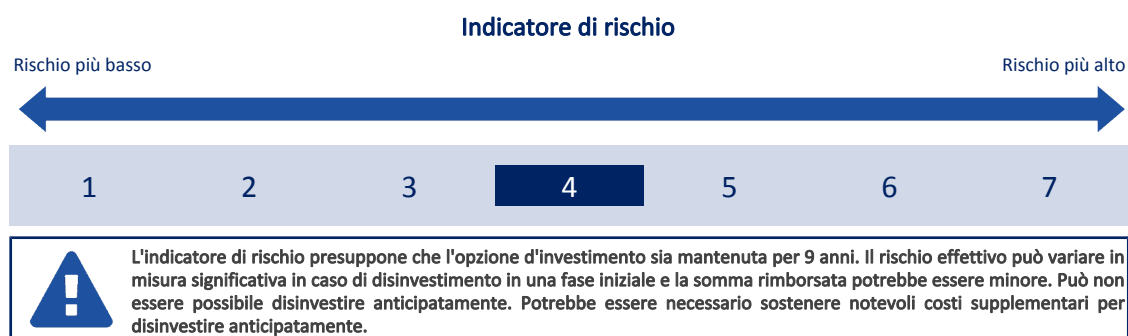 Indicatore di rischio
Rischio più basso
Rischio più alto
1 2 3 4 5 6 7
L'indicatore di rischio presuppone che l'opzione d'investimento sia mantenuta per 9 anni. Il rischio effettivo può variare in
misura significativa in caso di disinvestimento in una fase iniziale e la somma rimborsata potrebbe essere minore. Può non
essere possibile disinvestire anticipatamente. Potrebbe essere necessario sostenere notevoli costi supplementari per
disinvestire anticipatamente.